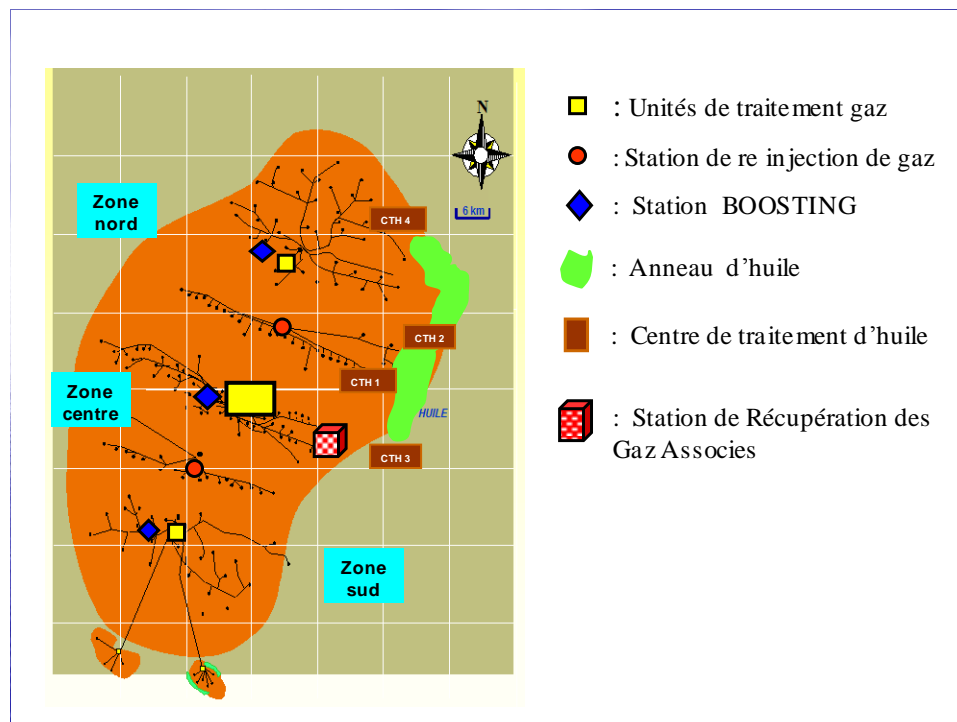 N
6 km
Zone
nord
CTH 4
CTH 2
CTH 1
Zone
centre
HUILE
CTH 3
Zone
sud
: Unités de traitement gaz
: Station de re injection de gaz
: Station BOOSTING
: Anneau d'huile
: Centre de traitement d'huile
: Station de Récupération des
Gaz Associes